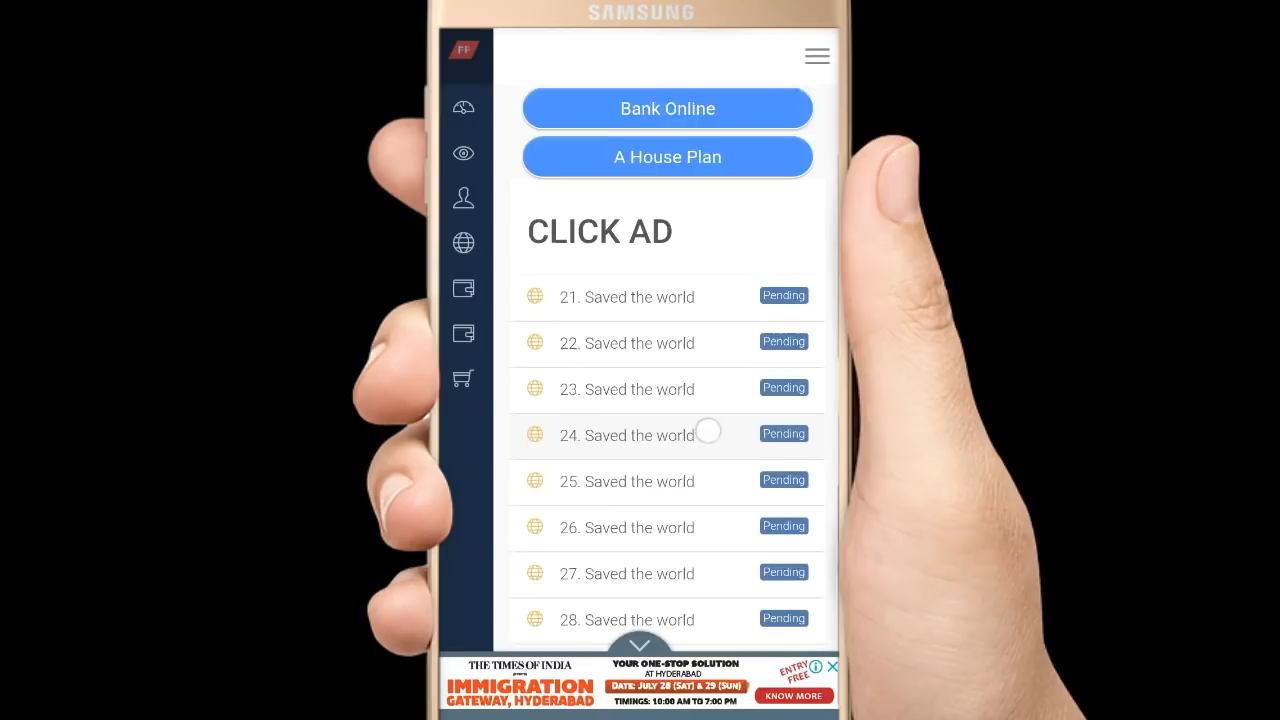 SAMSUNG
FF
Bank Online
A House Plan
CLICK AD
21. Saved the world Pending
22. Saved the world Pending
23. Saved the world Pending
24. Saved the world Pending
25. Saved the world Pending
26. Saved the world Pending
27. Saved the world Pending
28. Saved the world Pending
THE TIMES OF INDIA
presents
IMMIGRATION
GATEWAY, HYDERABAD
YOUR ONE-STOP SOLUTION
AT HYDERABAD
DATE: JULY 28 (SAT) & 29 (SUN)
TIMINGS: 10:00 AM TO 7:00 PM
ENTRY
FREE
KNOW MORE